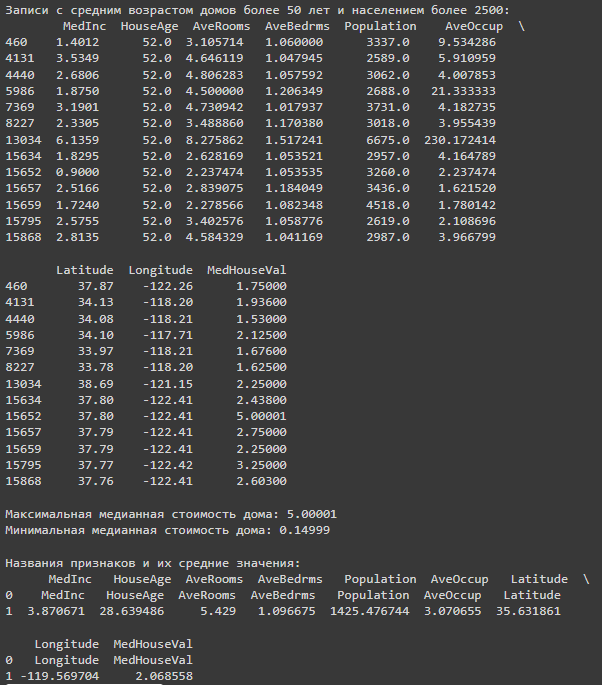 Записи с средним возрастом домов более 50 лет и населением более 2500:
MedInc HouseAge AveRooms AveBedrms Population AveOccup \
460 1.4012 52.0 3.105714 1.060000 3337.0 9.534286
4131 3.5349 52.0 4.646119 1.047945 2589.0 5.910959
4440 2.6806 52.0 4.806283 1.057592 3062.0 4.007853
5986 1.8750 52.0 4.500000 1.206349 2688.0 21.333333
7369 3.1901 52.0 4.730942 1.017937 3731.0 4.182735
8227 2.3305 52.0 3.488860 1.170380 3018.0 3.955439
13034 6.1359 52.0 8.275862 1.517241 6675.0 230.172414
15634 1.8295 52.0 2.628169 1.053521 2957.0 4.164789
15652 0.9000 52.0 2.237474 1.053535 3260.0 2.237474
15657 2.5166 52.0 2.839075 1.184049 3436.0 1.621520
15659 1.7240 52.0 2.278566 1.082348 4518.0 1.780142
15795 2.5755 52.0 3.402576 1.058776 2619.0 2.108696
15868 2.8135 52.0 4.584329 1.041169 2987.0 3.966799
Latitude Longitude MedHouseVal
460 37.87 -122.26 1.75000
4131 34.13 -118.20 1.93600
4440 34.08 -118.21 1.53000
5986 34.10 -117.71 2.12500
7369 33.97 -118.21 1.67600
8227 33.78 -118.20 1.62500
13034 38.69 -121.15 2.25000
15634 37.80 -122.41 2.43800
15652 37.80 -122.41 5.00001
15657 37.79 -122.41 2.75000
15659 37.79 -122.41 2.25000
15795 37.77 -122.42 3.25000
15868 37.76 -122.41 2.60300
Максимальная медианная стоимость дома: 5.00001
Минимальная медианная стоимость дома: 0.14999
Названия признаков и их средние значения:
MedInc HouseAge AveRooms AveBedrms Population AveOccup Latitude \
0 MedInc HouseAge AveRooms AveBedrms Population AveOccup Latitude
1 3.870671 28.639486 5.429 1.096675 1425.476744 3.070655 35.631861
Longitude MedHouseVal
0 Longitude MedHouseVal
1 -119.569704 2.068558